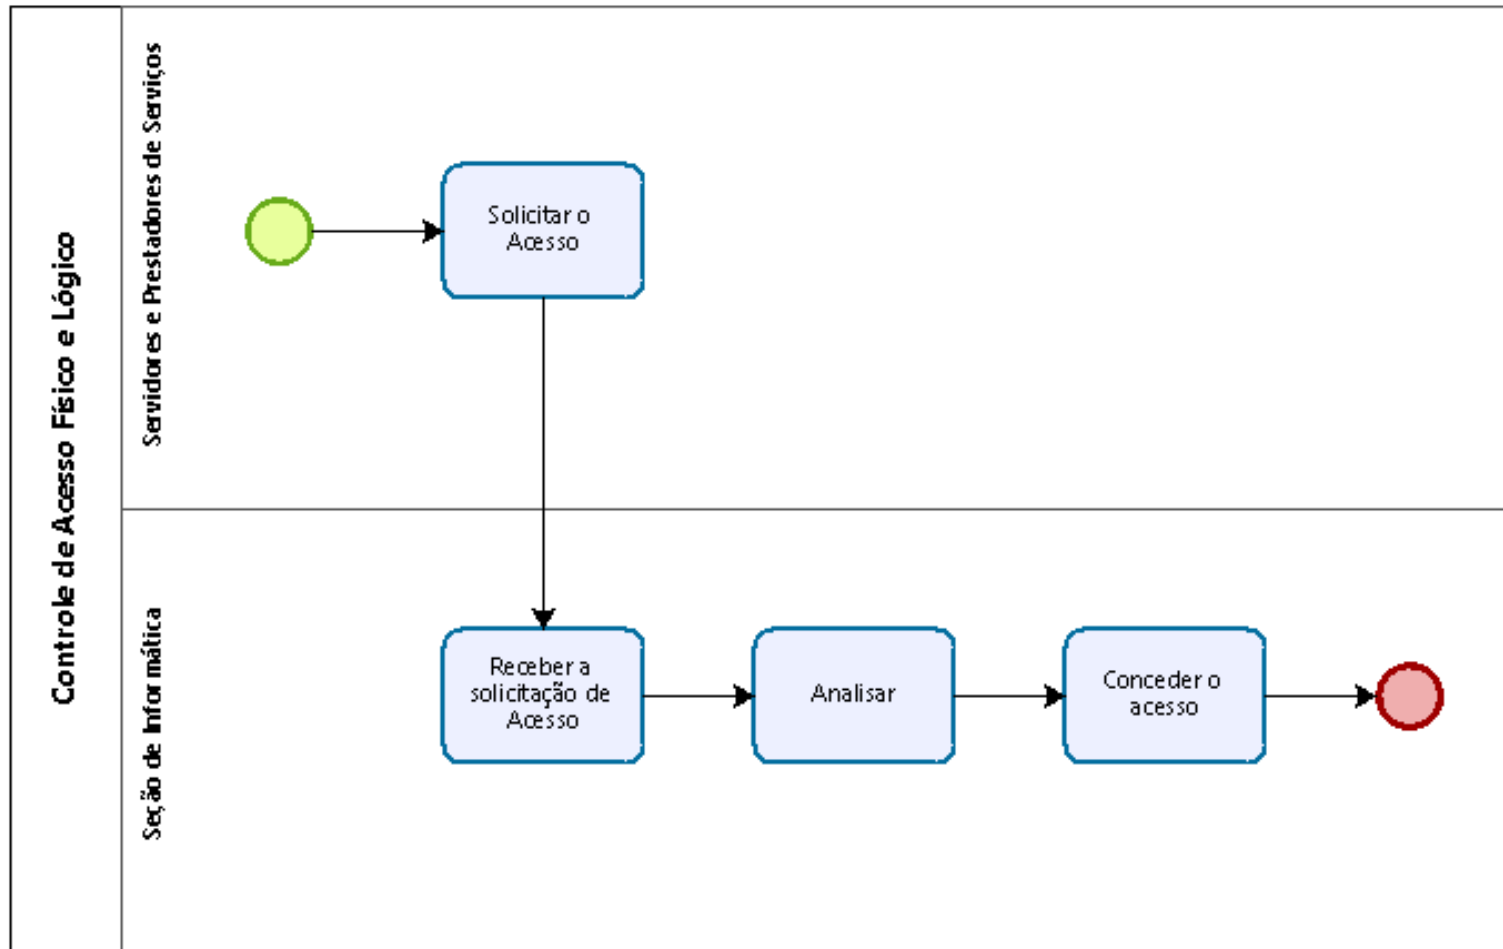 Controle de Acesso Físico e Lógico
Servidores e Prestadores de Serviços
Solicitar o
Acesso
Seção de Informática
Receber a
solicitação de
Acesso
Analisar
Conceder o
acesso